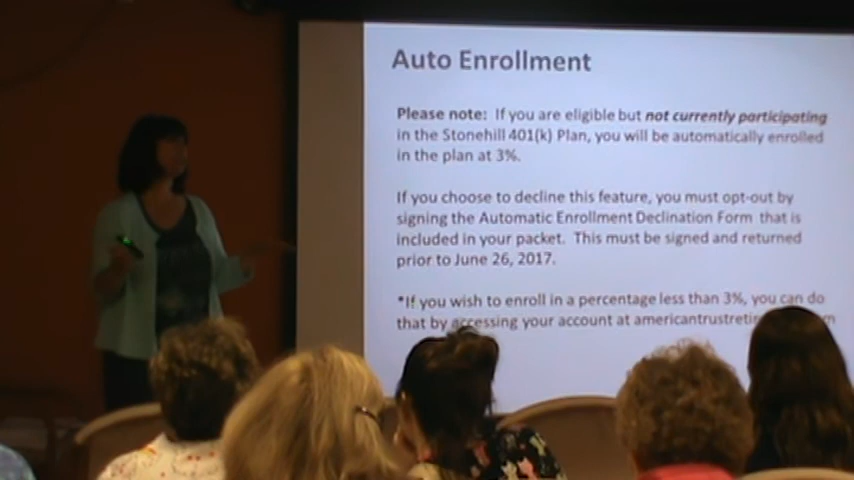 Auto Enrollment
Please note: If you are eligible but not currently participating
in the Stonehill 401(k) Plan, you will be automatically enrolled
in the plan at 3%.
If you choose to decline this feature, you must opt-out by
signing the Automatic Enrollment Declination Form that is
included in your packet. This must be signed and returned
prior to June 26, 2017.
*If you wish to enroll in a percentage less than 3%, you can do
that by accessing your account at